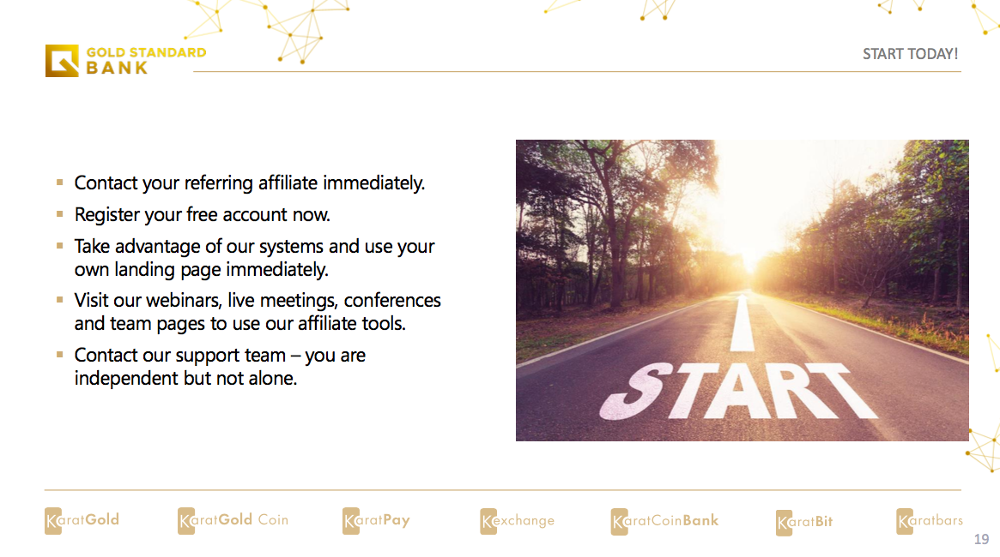 GOLD STANDARD
BANK
START TODAY!
Contact your referring affiliate immediately.
Register your free account now.
Take advantage of our systems and use your
own landing page immediately.
Visit our webinars, live meetings, conferences
and team pages to use our affiliate tools.
Contact our support team – you are
independent but not alone.
START
KaratGold
KaratGold Coin
KaratPay
Kexchange
KaratCoinBank
KaratBit
Karatbars
19